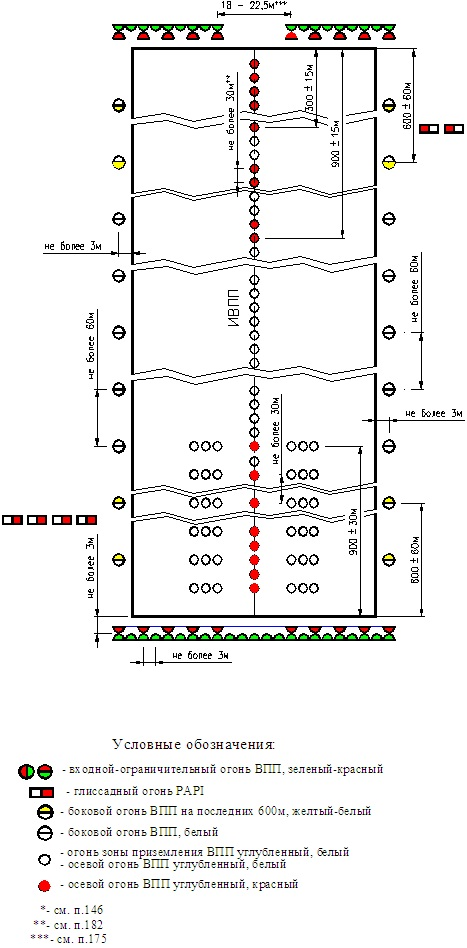 18 - 22,5м***
не более 30м**
300 ± 15м
900 ± 15м
600 ± 60м
не более 3м
ИВПП
не более 60м
не более 60м
не более 3м
не более 30м
900 ± 30м
600 ± 60м
не более 3м
не более 3м
Условные обозначения:
- входной-ограничительный огонь ВПП, зеленый-красный
- глиссадный огонь PAPI
- боковой огонь ВПП на последних 600м, желтый-белый
- боковой огонь ВПП, белый
- огонь зоны приземления ВПП углубленный, белый
- осевой огонь ВПП углубленный, белый
- осевой огонь ВПП углубленный, красный
*- см. п.146
**- см. п.182
***- см. п.175